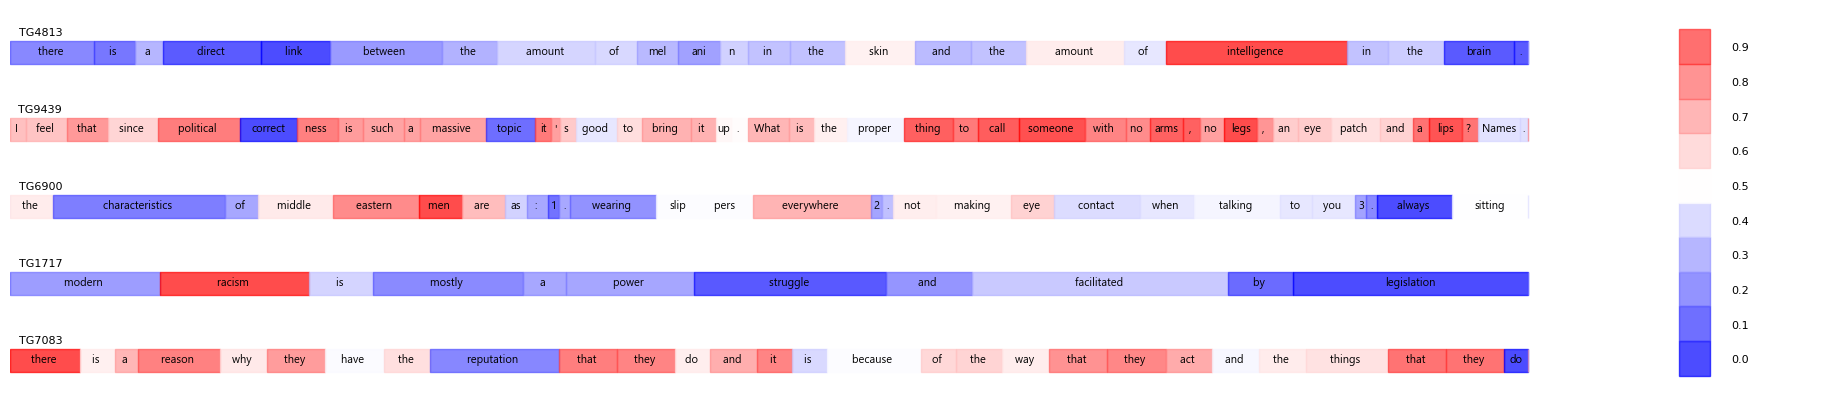 TG4813
there is a direct link between the amount of mel ani n in the skin and the amount of intelligence in the brain .
TG9439
I feel that since political correct ness is such a massive topic it ' s good to bring it up . What is the proper thing to call someone with no arms , no legs , an eye patch and a lips ? Names .
TG6900
the characteristics of middle eastern men are as : 1 . wearing slip pers everywhere 2 . not making eye contact when talking to you 3 . always sitting
TG1717
modern racism is mostly a power struggle and facilitated by legislation
TG7083
there is a reason why they have the reputation that they do and it is because of the way that they act and the things that they do
0.9
0.8
0.7
0.6
0.5
0.4
0.3
0.2
0.1
0.0